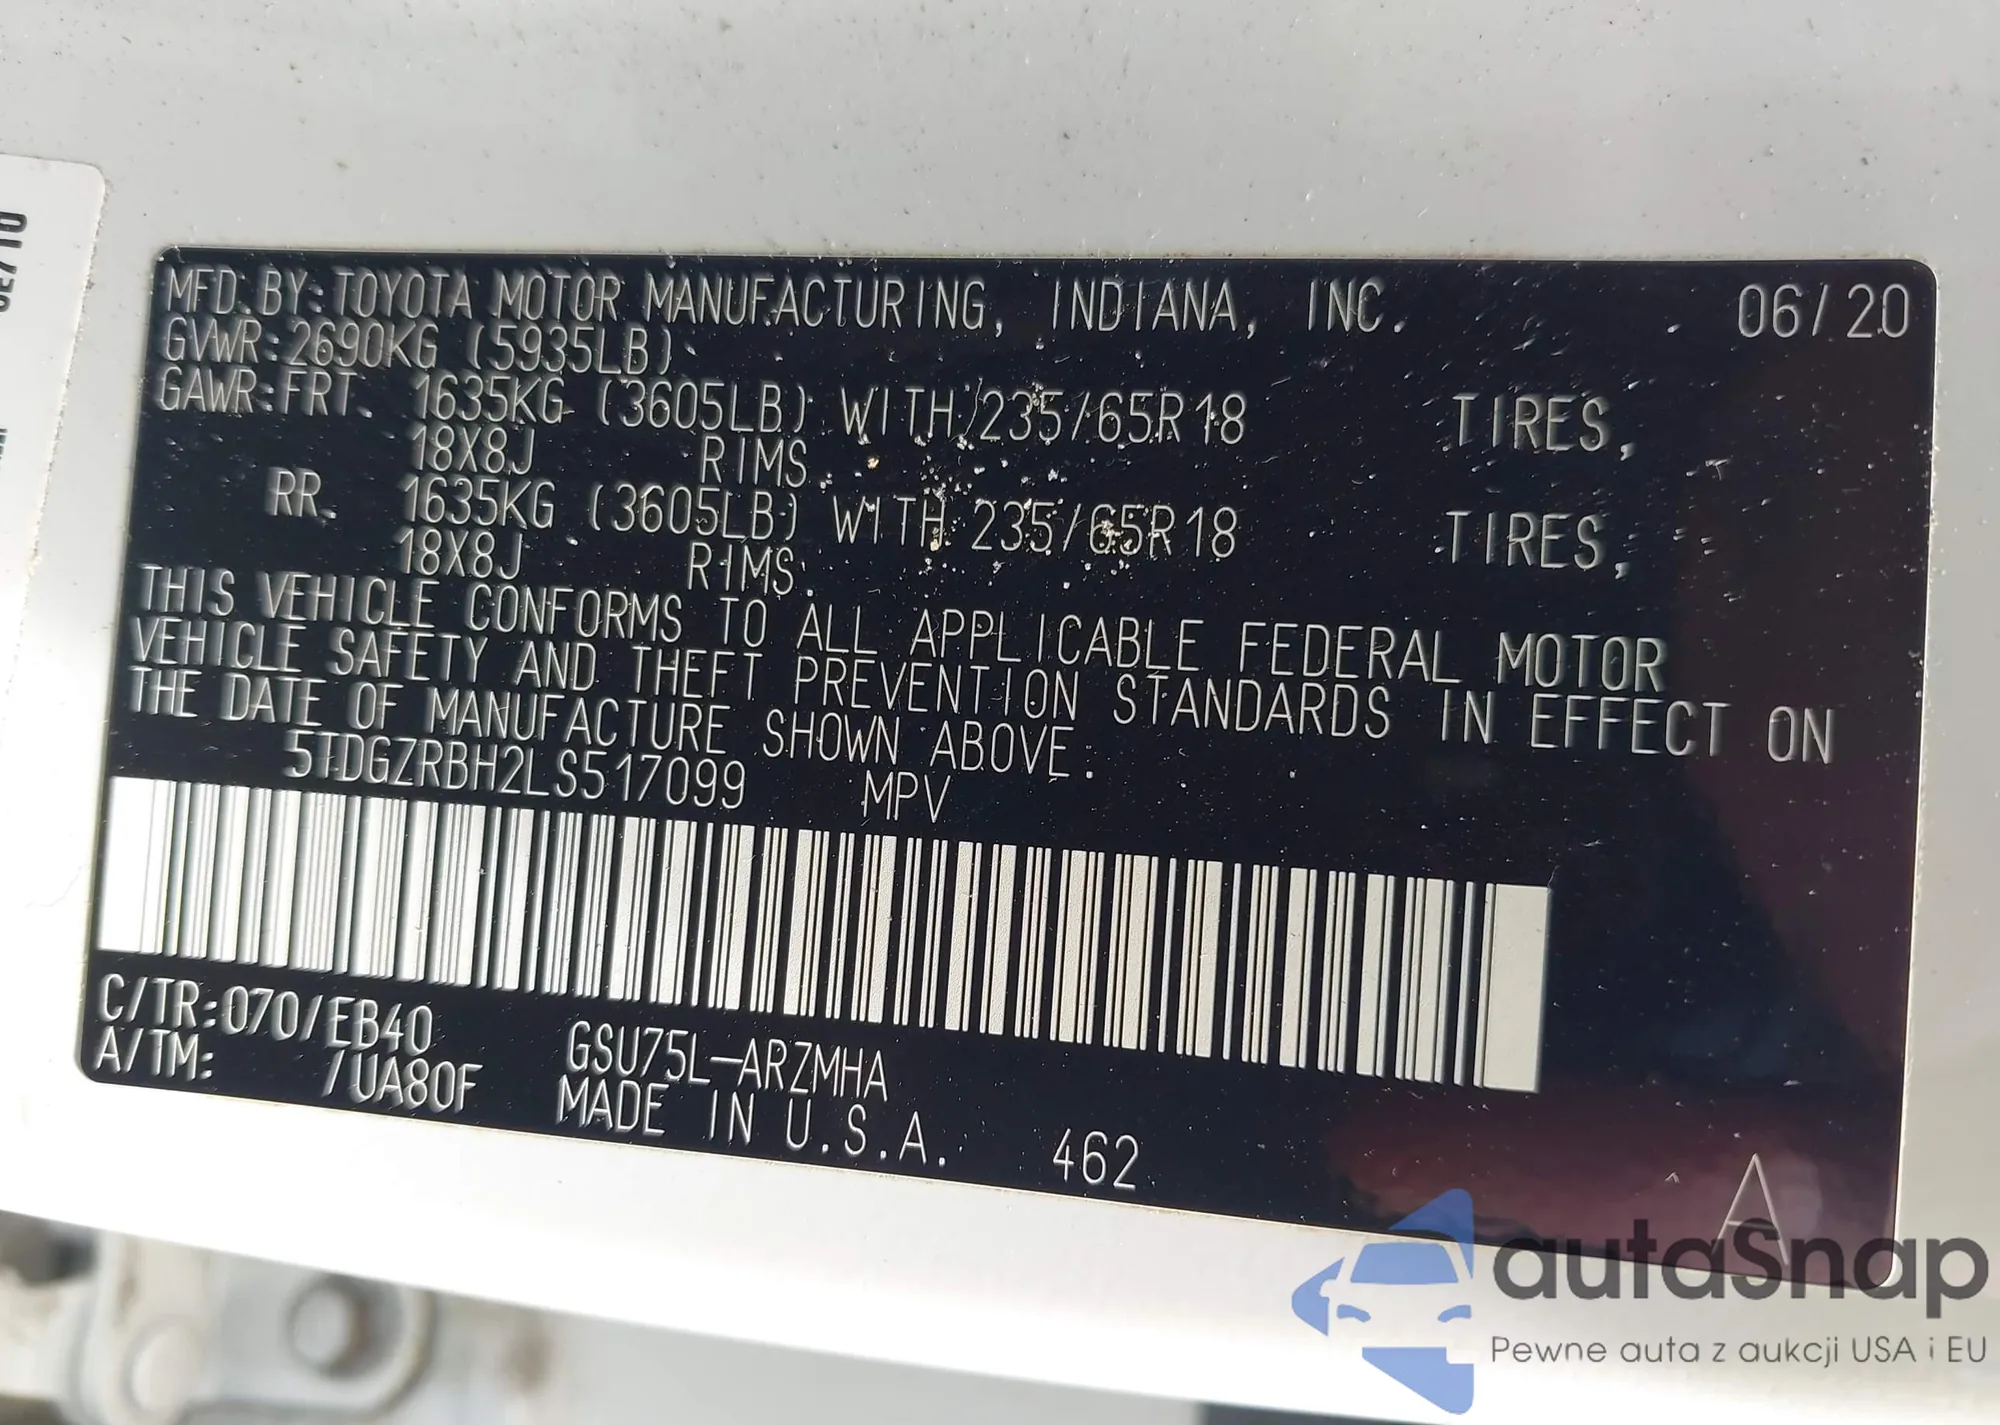 MFD.BY:TOYOTA MOTOR MANUFACTURING, INDIANA, INC. 06/20
GVWR:2690KG (5935LB)
GAWR:FRT. 1635KG (3605LB) WITH 235/65R18 TIRES,
18X8J RIMS.
RR. 1635KG (3605LB) WITH 235/65R18 TIRES,
18X8J RIMS.
THIS VEHICLE CONFORMS TO ALL APPLICABLE FEDERAL MOTOR
VEHICLE SAFETY AND THEFT PREVENTION STANDARDS IN EFFECT ON
THE DATE OF MANUFACTURE SHOWN ABOVE.
5TDGZRBH2LS517099 MPV
C/TR:070/EB40 GSU75L-ARZMHA
A/TM: /UA80F MADE IN U.S.A. 462
A
autaSnap
Pewne auta z aukcji USA i EU